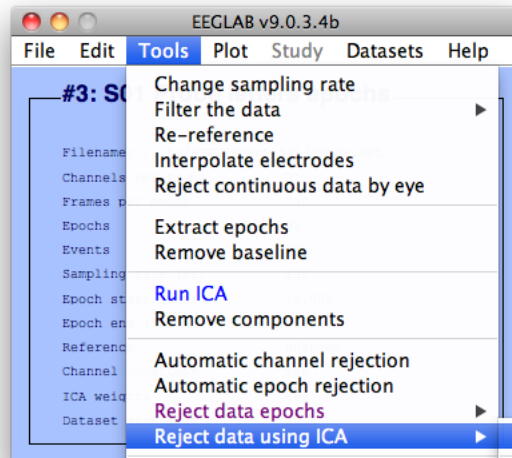 EEGLAB v9.0.3.4b
File Edit Tools Plot Study Datasets Help
#3: S01
Change sampling rate
Filter the data
Re-reference
Interpolate electrodes
Reject continuous data by eye
Extract epochs
Remove baseline
Run ICA
Remove components
Automatic channel rejection
Automatic epoch rejection
Reject data epochs
Reject data using ICA
Filename
Channels
Frames p
Epochs
Events
Sampling
Epoch st
Epoch en
Referenc
Channel
ICA weig
Dataset